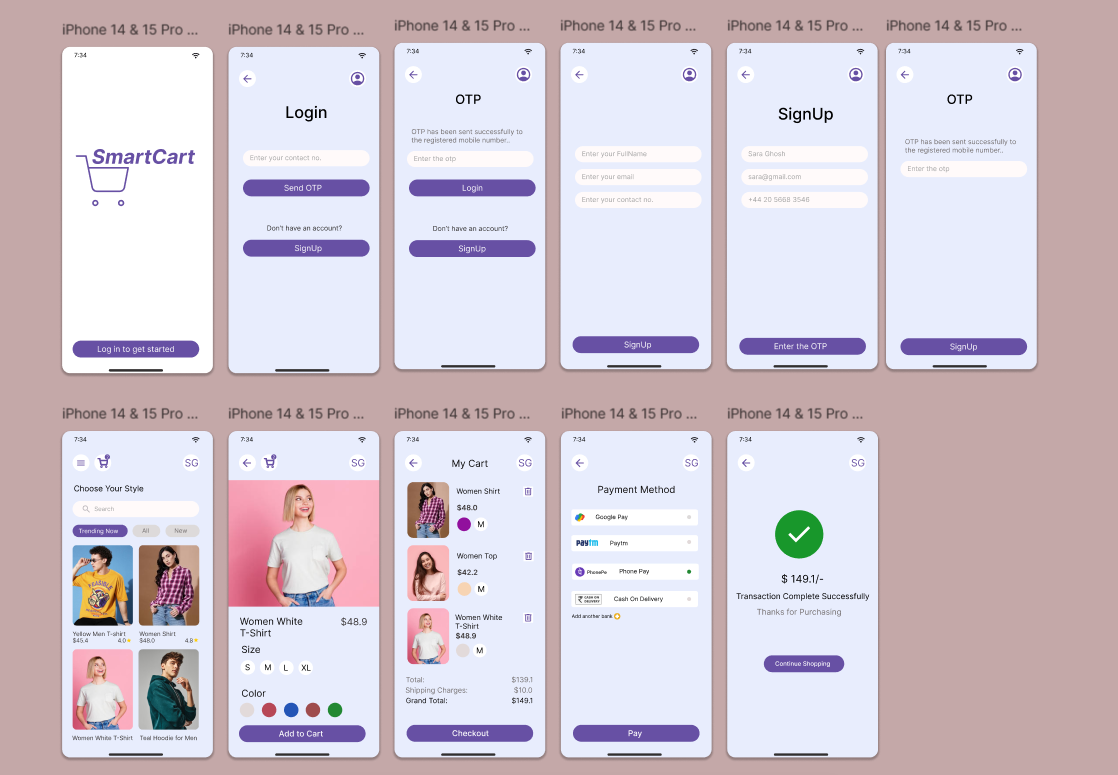 iPhone 14 & 15 Pro ...
7:34
SmartCart
Log in to get started
iPhone 14 & 15 Pro ...
7:34
Login
Enter your contact no.
Send OTP
Don't have an account?
SignUp
iPhone 14 & 15 Pro ...
7:34
OTP
OTP has been sent successfully to
the registered mobile number..
Enter the otp
Login
Don't have an account?
SignUp
iPhone 14 & 15 Pro ...
7:34
Enter your FullName
Enter your email
Enter your contact no.
SignUp
iPhone 14 & 15 Pro ...
7:34
SignUp
Sara Ghosh
sara@gmail.com
+44 20 5668 3546
Enter the OTP
iPhone 14 & 15 Pro ...
7:34
OTP
OTP has been sent successfully to
the registered mobile number..
Enter the otp
SignUp
iPhone 14 & 15 Pro ...
7:34
SG
Choose Your Style
Search
Trending Now
All
New
FEASIBLE
Yellow Men T-shirt
$45.4
4.0
Women Shirt
$48.0
4.8
Women White T-Shirt
Teal Hoodie for Men
iPhone 14 & 15 Pro ...
7:34
SG
Women White
T-Shirt
$48.9
Size
S
M
L
XL
Color
Add to Cart
iPhone 14 & 15 Pro ...
7:34
My Cart
SG
Women Shirt
$48.0
M
Women Top
$42.2
M
Women White
T-Shirt
$48.9
M
Total: $139.1
Shipping Charges: $10.0
Grand Total: $149.1
Checkout
iPhone 14 & 15 Pro ...
7:34
SG
Payment Method
Google Pay
Paytm
Paytm
PhonePe
Phone Pay
CASH ON
DELIVERY
Cash On Delivery
Add another bank
Pay
iPhone 14 & 15 Pro ...
7:34
SG
$ 149.1/-
Transaction Complete Successfully
Thanks for Purchasing
Continue Shopping